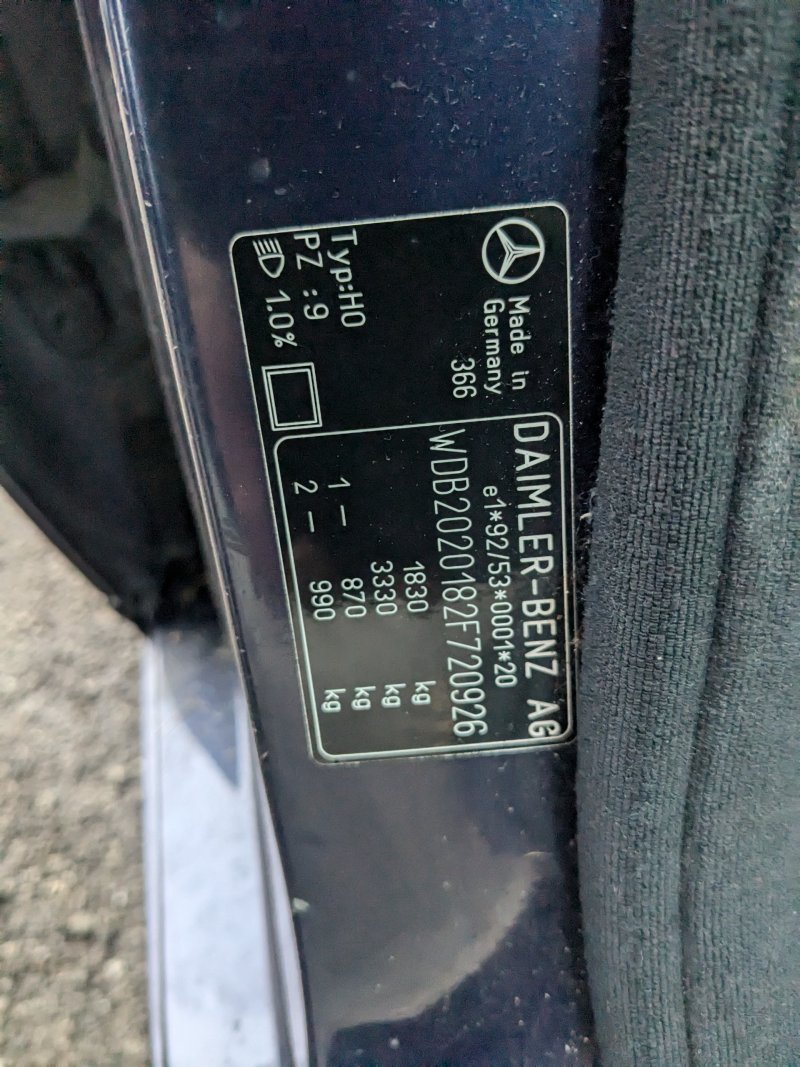 Made in
Germany
366
Typ:H0
PZ :9
1.0%
DAIMLER-BENZ AG
e1*92/53*0001*20
WDB2020182F720926
1830 kg
3330 kg
1 – 870 kg
2 – 990 kg